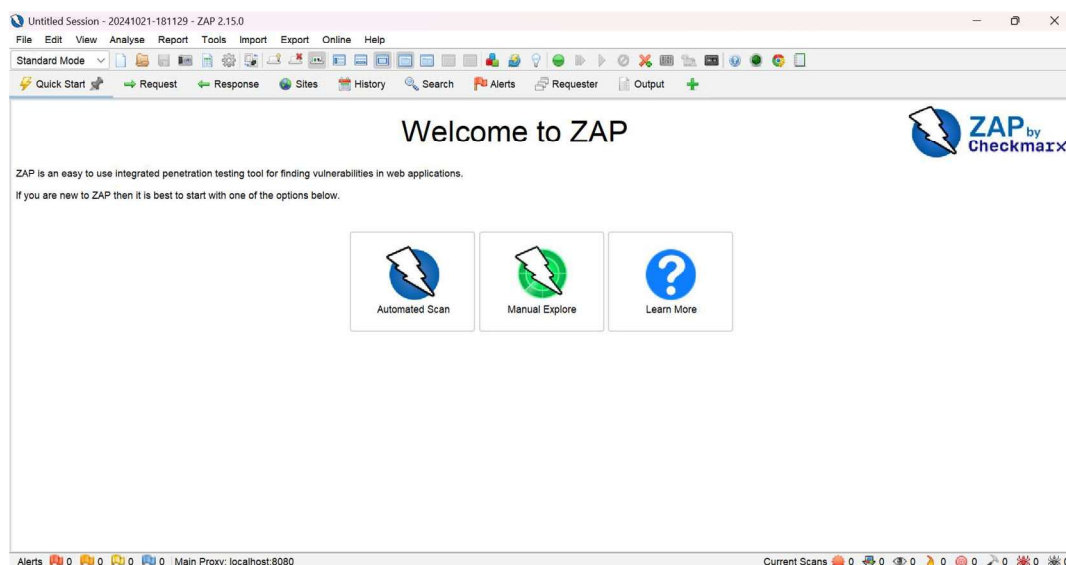 Untitled Session - 20241021-181129 - ZAP 2.15.0
File Edit View Analyse Report Tools Import Export Online Help
Standard Mode
Quick Start Request Response Sites History Search Alerts Requester Output
Welcome to ZAP
ZAP by
Checkmarx
ZAP is an easy to use integrated penetration testing tool for finding vulnerabilities in web applications.
If you are new to ZAP then it is best to start with one of the options below.
Automated Scan Manual Explore Learn More
Alerts 0 0 0 0 Main Proxy: localhost:8080 Current Scans 0 0 0 0 0 0 0 0